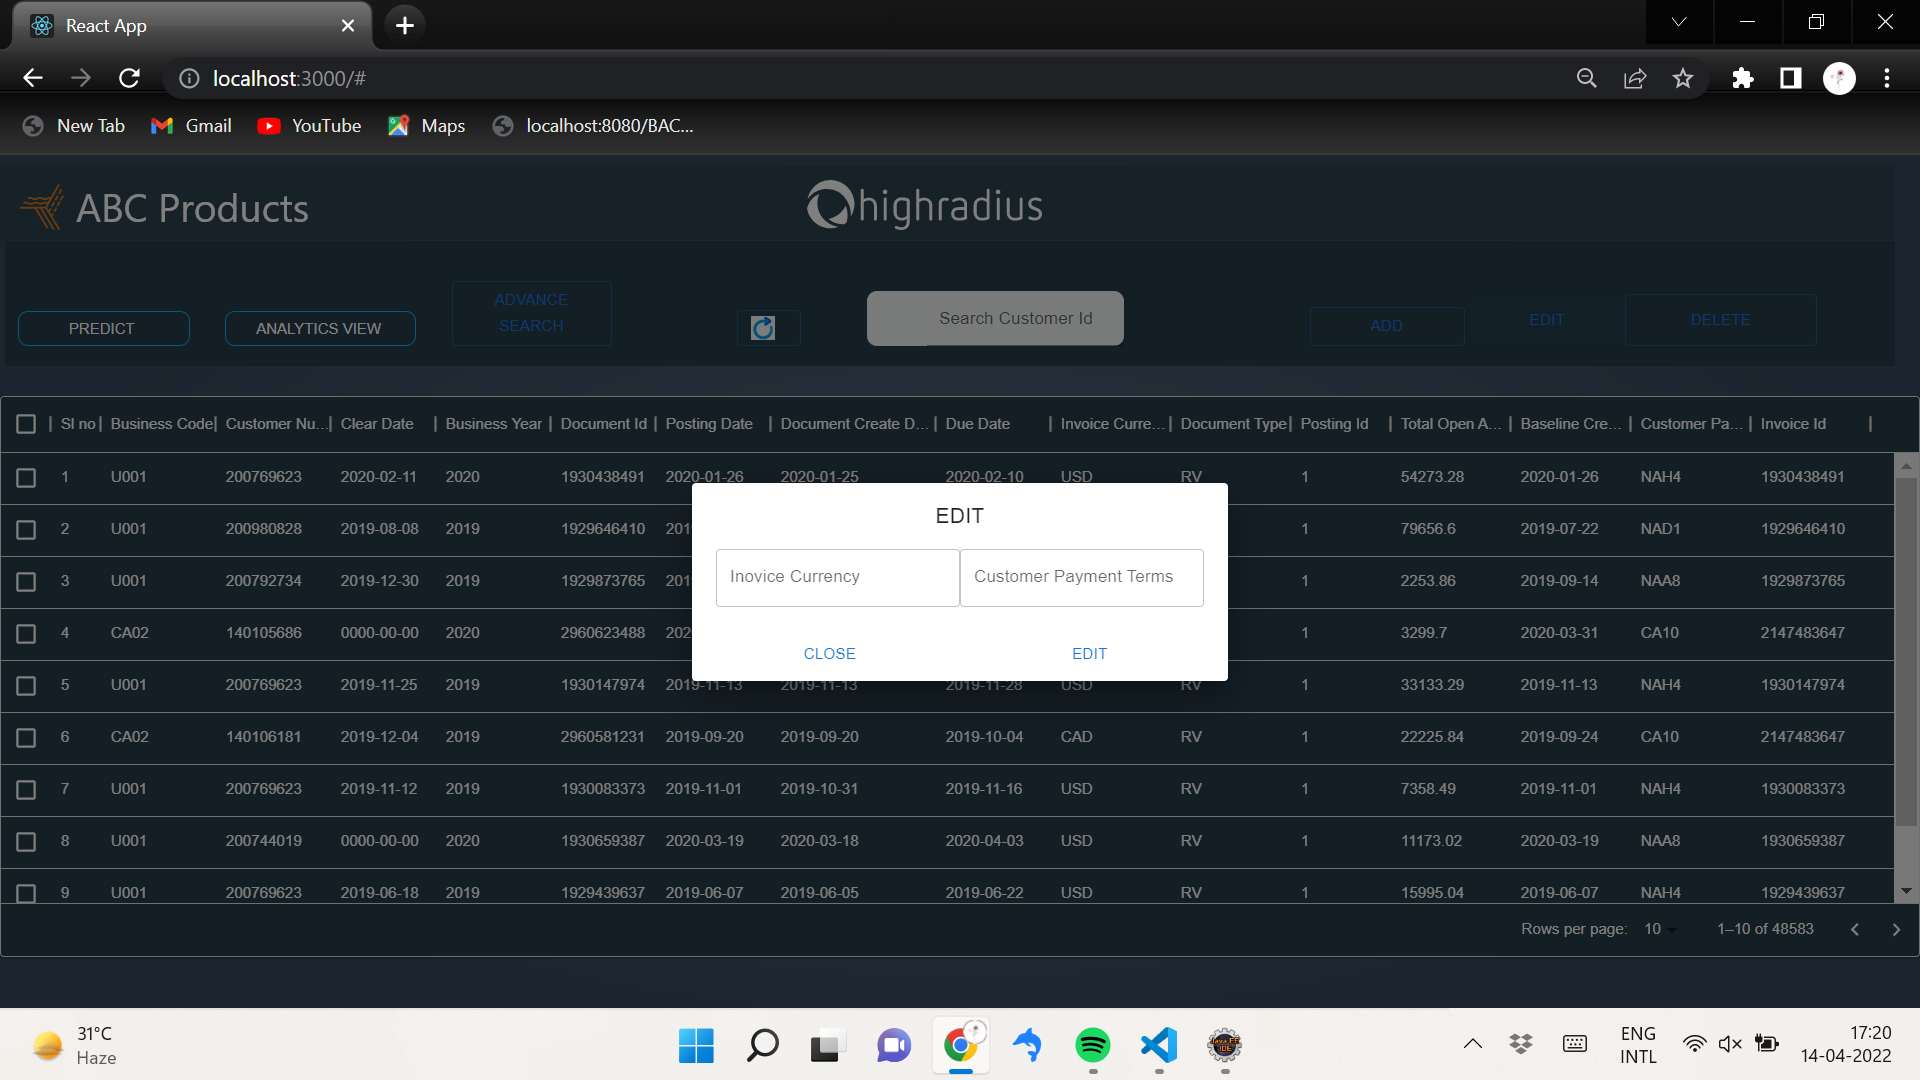 React App
localhost:3000/#
New Tab Gmail YouTube Maps localhost:8080/BAC...
ABC Products highradius
ADVANCE
SEARCH
PREDICT ANALYTICS VIEW Search Customer Id ADD EDIT DELETE
Sl no Business Code Customer Nu... Clear Date Business Year Document Id Posting Date Document Create D... Due Date Invoice Curre... Document Type Posting Id Total Open A... Baseline Cre... Customer Pa... Invoice Id
1 U001 200769623 2020-02-11 2020 1930438491 2020-01-26 2020-01-25 2020-02-10 USD RV 1 54273.28 2020-01-26 NAH4 1930438491
2 U001 200980828 2019-08-08 2019 1929646410 201 1 79656.6 2019-07-22 NAD1 1929646410
3 U001 200792734 2019-12-30 2019 1929873765 201 1 2253.86 2019-09-14 NAA8 1929873765
4 CA02 140105686 0000-00-00 2020 2960623488 202 1 3299.7 2020-03-31 CA10 2147483647
5 U001 200769623 2019-11-25 2019 1930147974 2019-11-13 2019-11-13 2019-11-28 USD RV 1 33133.29 2019-11-13 NAH4 1930147974
6 CA02 140106181 2019-12-04 2019 2960581231 2019-09-20 2019-09-20 2019-10-04 CAD RV 1 22225.84 2019-09-24 CA10 2147483647
7 U001 200769623 2019-11-12 2019 1930083373 2019-11-01 2019-10-31 2019-11-16 USD RV 1 7358.49 2019-11-01 NAH4 1930083373
8 U001 200744019 0000-00-00 2020 1930659387 2020-03-19 2020-03-18 2020-04-03 USD RV 1 11173.02 2020-03-19 NAA8 1930659387
9 U001 200769623 2019-06-18 2019 1929439637 2019-06-07 2019-06-05 2019-06-22 USD RV 1 15995.04 2019-06-07 NAH4 1929439637
EDIT
Inovice Currency Customer Payment Terms
CLOSE EDIT
Rows per page: 10 1–10 of 48583
31°C
Haze
ENG
INTL
17:20
14-04-2022